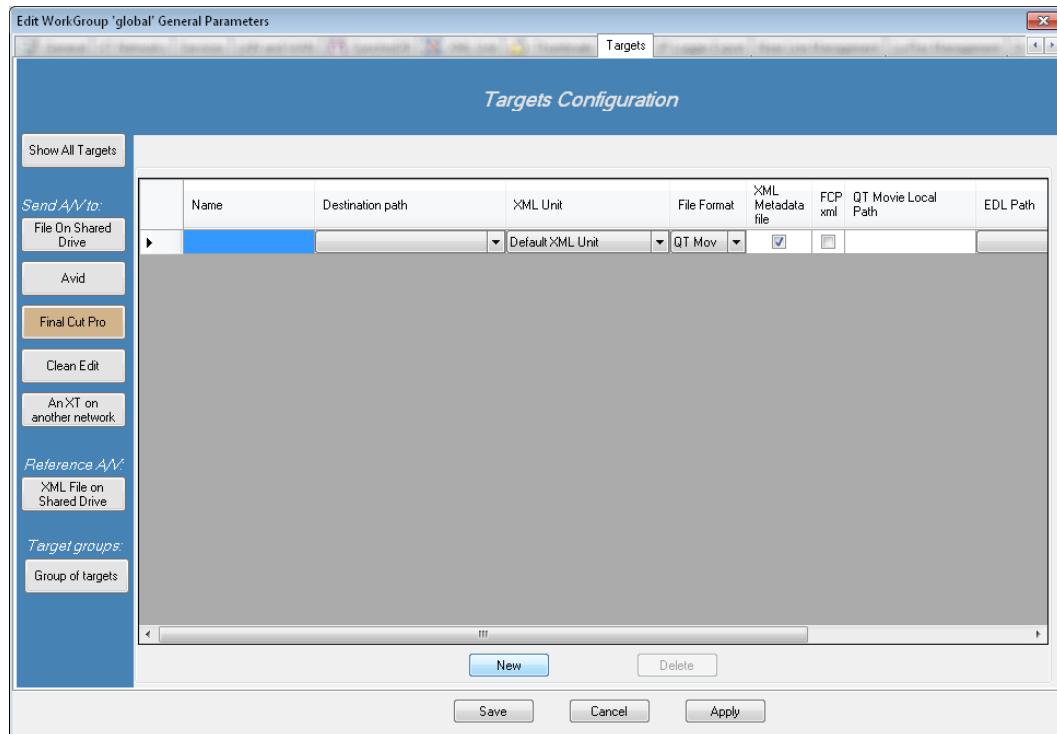 Edit WorkGroup 'global' General Parameters
Targets
Targets Configuration
Show All Targets
Send A/V to:
File On Shared
Drive
Avid
Final Cut Pro
Clean Edit
An XT on
another network
Reference A/V:
XML File on
Shared Drive
Target groups:
Group of targets
Name
Destination path
XML Unit
File Format
XML
Metadata
file
FCP
xml
QT Movie Local
Path
EDL Path
Default XML Unit
QT Mov
New
Delete
Save
Cancel
Apply